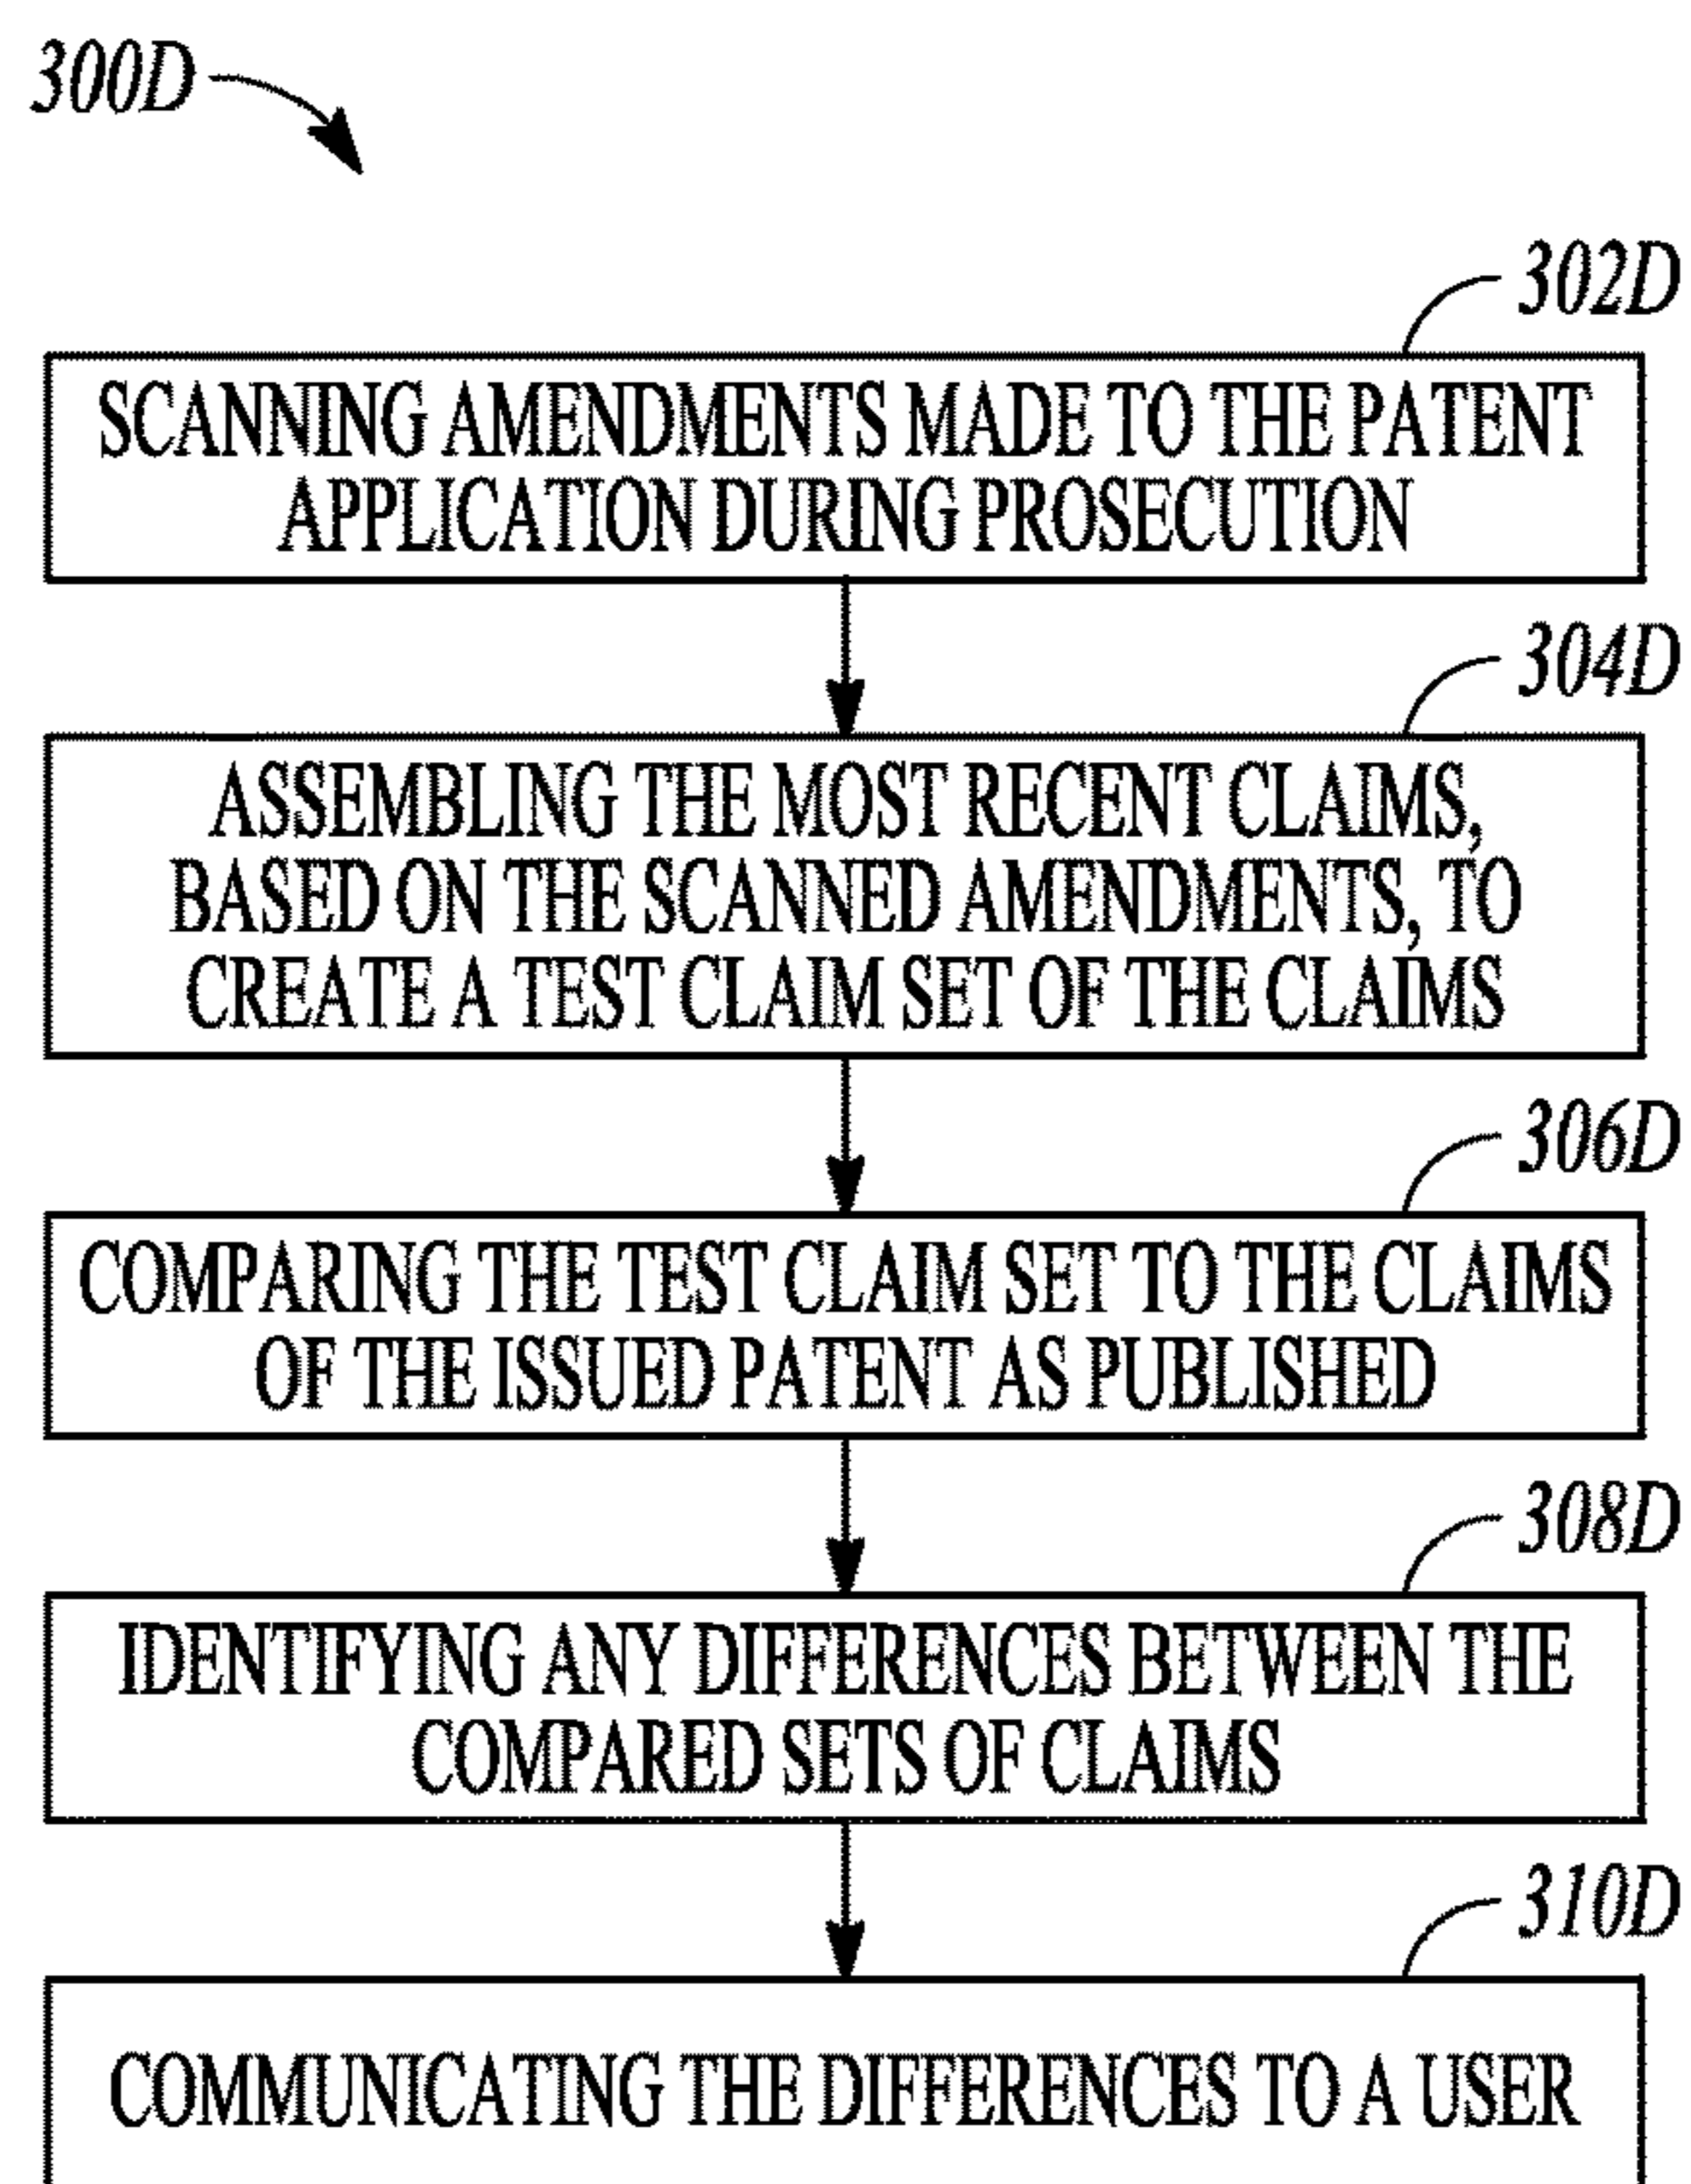 300D
302D
SCANNING AMENDMENTS MADE TO THE PATENT
APPLICATION DURING PROSECUTION
304D
ASSEMBLING THE MOST RECENT CLAIMS,
BASED ON THE SCANNED AMENDMENTS, TO
CREATE A TEST CLAIM SET OF THE CLAIMS
306D
COMPARING THE TEST CLAIM SET TO THE CLAIMS
OF THE ISSUED PATENT AS PUBLISHED
308D
IDENTIFYING ANY DIFFERENCES BETWEEN THE
COMPARED SETS OF CLAIMS
310D
COMMUNICATING THE DIFFERENCES TO A USER